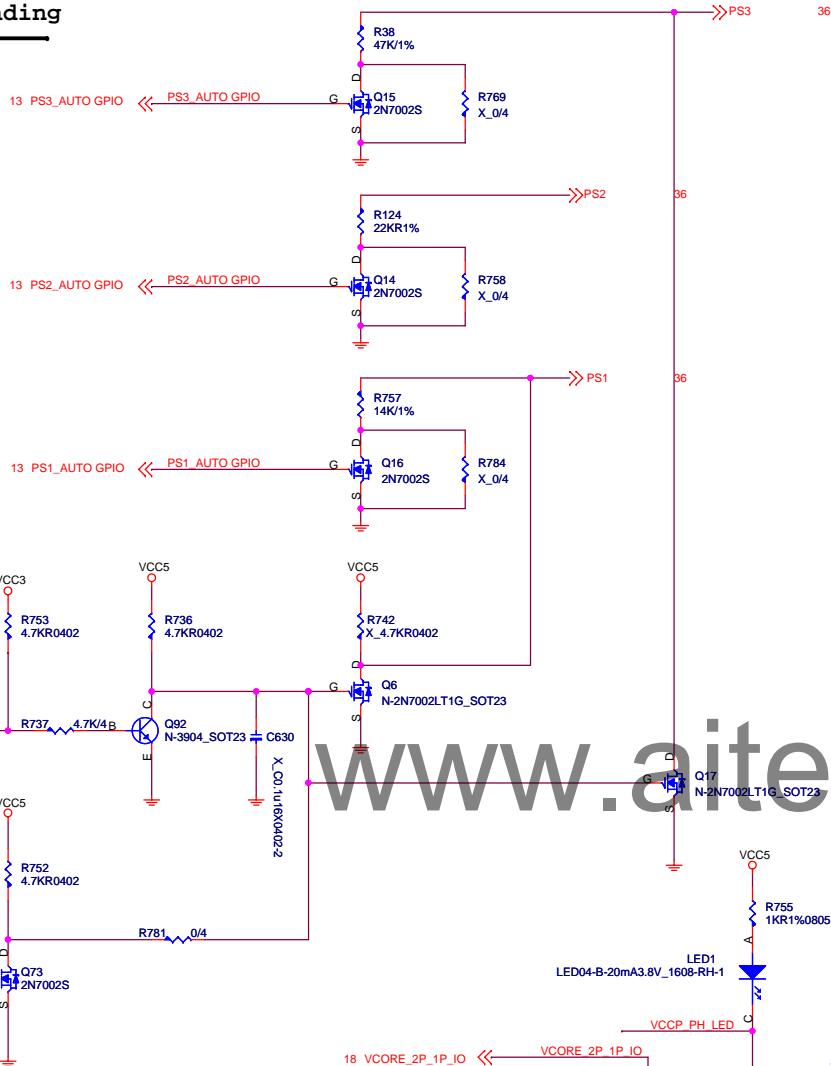 nding
PS3 36
R38
47K/1%
D
13 PS3_AUTO GPIO PS3_AUTO GPIO G Q15 R769
2N7002S X_0/4
S
PS2 36
R124
22KR1%
D
13 PS2_AUTO GPIO PS2_AUTO GPIO G Q14 R758
2N7002S X_0/4
S
PS1 36
R757
14K/1%
D
13 PS1_AUTO GPIO PS1_AUTO GPIO G Q16 R784
2N7002S X_0/4
S
VCC3 VCC5 VCC5
R753 R736 R742
4.7KR0402 4.7KR0402 X_4.7KR0402
D
G Q6
N-2N7002LT1G_SOT23
C S
R737 4.7K/4 B Q92
N-3904_SOT23 C630
E
X_C0.1u16X0402-2
www.aite
D
G Q17
N-2N7002LT1G_SOT23
S
VCC5 VCC5
R752
4.7KR0402
R755
1KR1%0805
R781 0/4
A
D
Q73
2N7002S
S
LED1
LED04-B-20mA3.8V_1608-RH-1
C
VCCP_PH_LED
18 VCORE_2P_1P_IO VCORE_2P_1P_IO